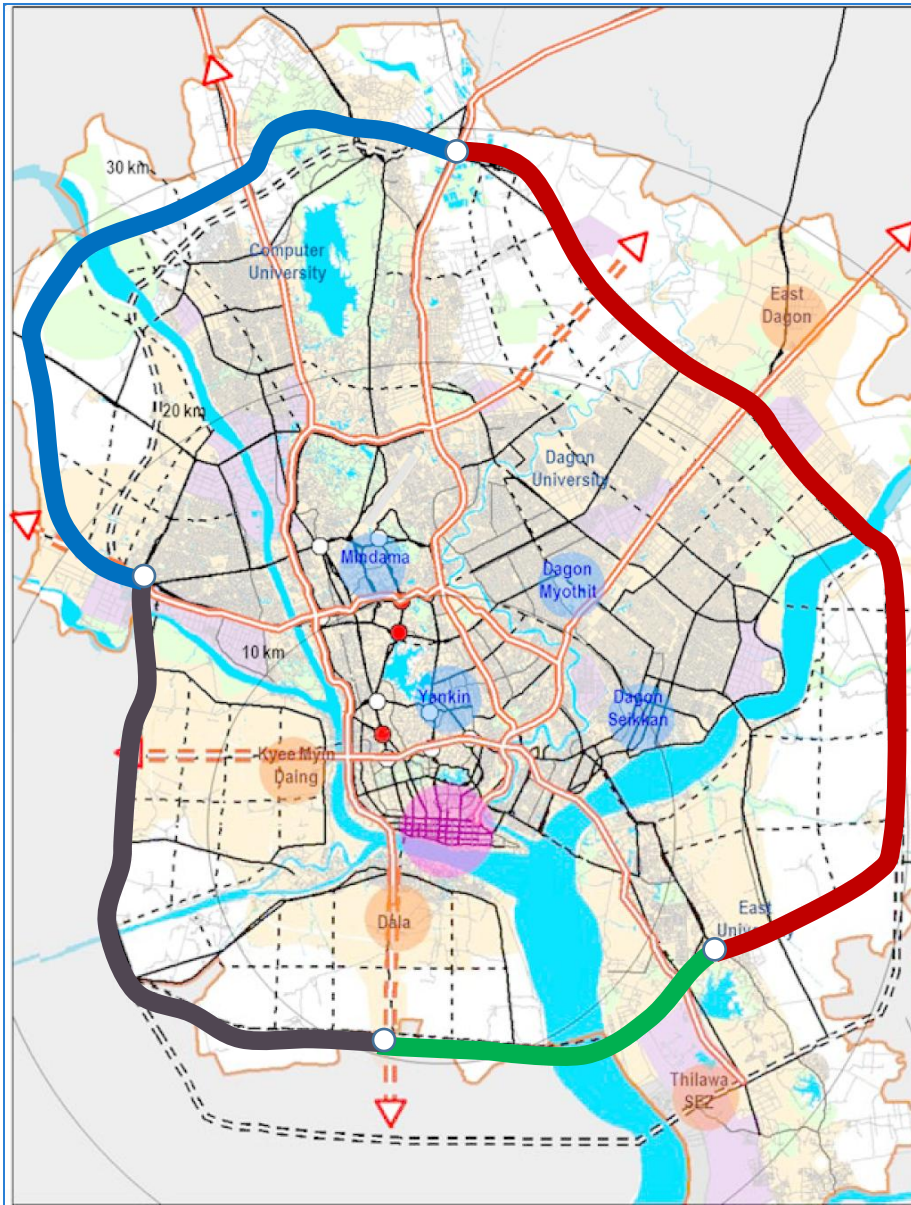 30 km
Computer
University
East
Dagon
20 km
Dagon
University
Mindama
Dagon
Myothit
10 km
Yankin
Dagon
Seikkan
Kyee Myin
Daing
Dala
East
University
Thilawa
SEZ